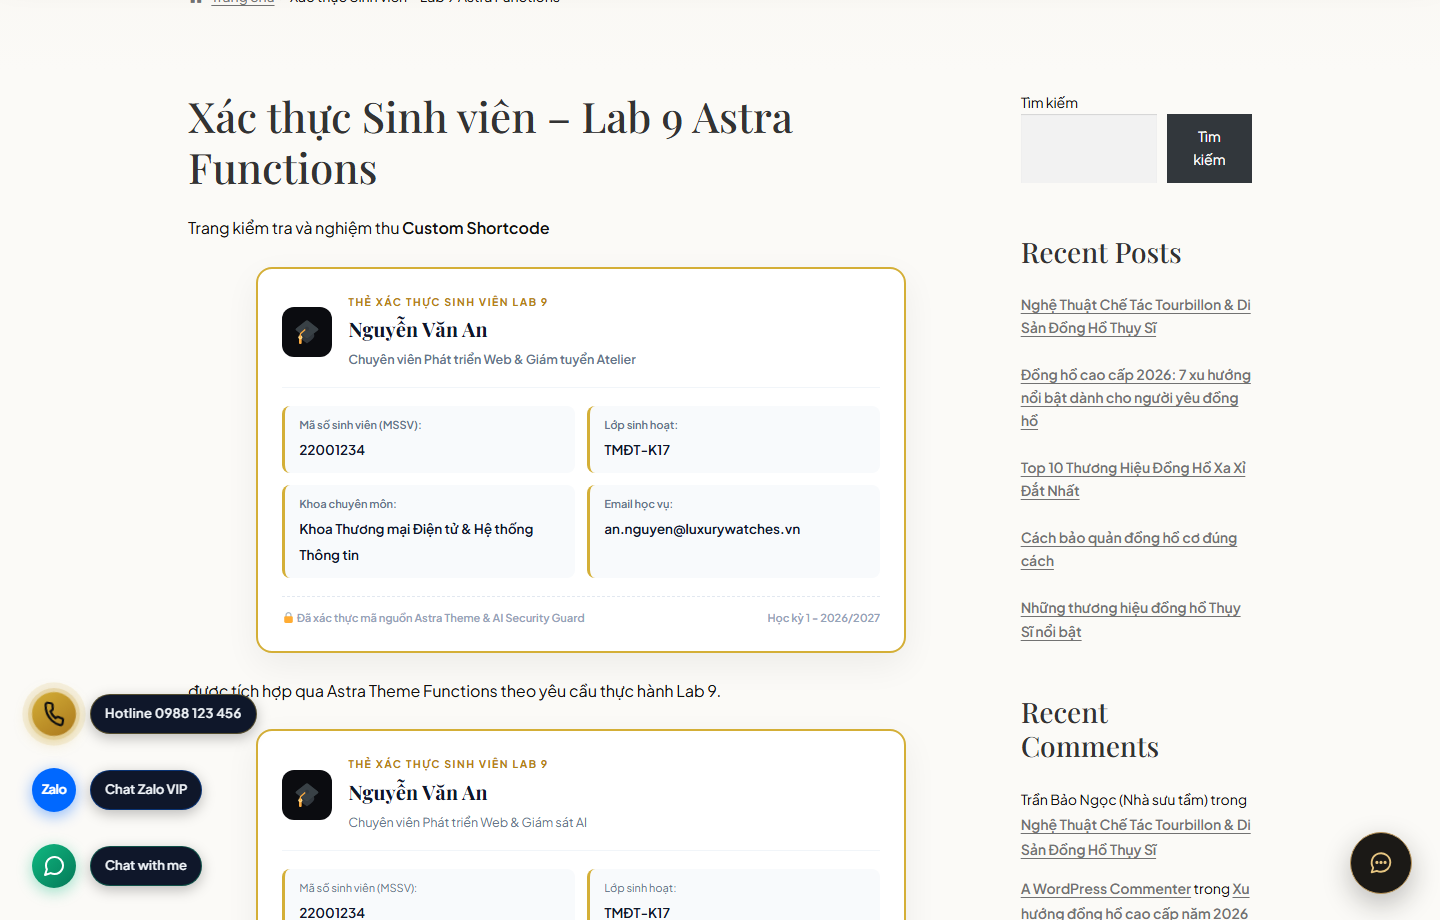 Trang chủ
Xác thực Sinh viên – Lab 9 Astra Functions
Xác thực Sinh viên – Lab 9 Astra
Functions
Trang kiểm tra và nghiệm thu Custom Shortcode
THẺ XÁC THỰC SINH VIÊN LAB 9
Nguyễn Văn An
Chuyên viên Phát triển Web & Giám tuyển Atelier
Mã số sinh viên (MSSV):
22001234
Lớp sinh hoạt:
TMĐT-K17
Khoa chuyên môn:
Khoa Thương mại Điện tử & Hệ thống
Thông tin
Email học vụ:
an.nguyen@luxurywatches.vn
Đã xác thực mã nguồn Astra Theme & AI Security Guard
Học kỳ 1 - 2026/2027
được tích hợp qua Astra Theme Functions theo yêu cầu thực hành Lab 9.
THẺ XÁC THỰC SINH VIÊN LAB 9
Nguyễn Văn An
Chuyên viên Phát triển Web & Giám sát AI
Mã số sinh viên (MSSV):
22001234
Lớp sinh hoạt:
TMĐT-K17
Hotline 0988 123 456
Zalo
Chat Zalo VIP
Chat with me
Tìm kiếm
Tìm
kiếm
Recent Posts
Nghệ Thuật Chế Tác Tourbillon & Di
Sản Đồng Hồ Thụy Sĩ
Đồng hồ cao cấp 2026: 7 xu hướng
nổi bật dành cho người yêu đồng
hồ
Top 10 Thương Hiệu Đồng Hồ Xa Xỉ
Đắt Nhất
Cách bảo quản đồng hồ cơ đúng
cách
Những thương hiệu đồng hồ Thụy
Sĩ nổi bật
Recent
Comments
Trần Bảo Ngọc (Nhà sưu tầm) trong
Nghệ Thuật Chế Tác Tourbillon & Di
Sản Đồng Hồ Thụy Sĩ
A WordPress Commenter trong Xu
hướng đồng hồ cao cấp năm 2026